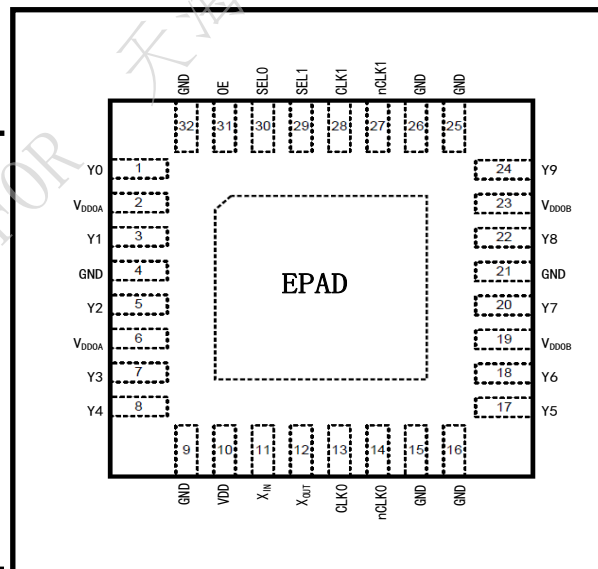 天海
TOR
GND OE SEL0 SEL1 CLK1 nCLK1 GND GND
32 31 30 29 28 27 26 25
Y0 1 24 Y9
VDDOA 2 23 VDDOB
Y1 3 22 Y8
GND 4 21 GND
EPAD
Y2 5 20 Y7
VDDOA 6 19 VDDOB
Y3 7 18 Y6
Y4 8 17 Y5
9 10 11 12 13 14 15 16
GND VDD XIN XOUT CLK0 nCLK0 GND GND